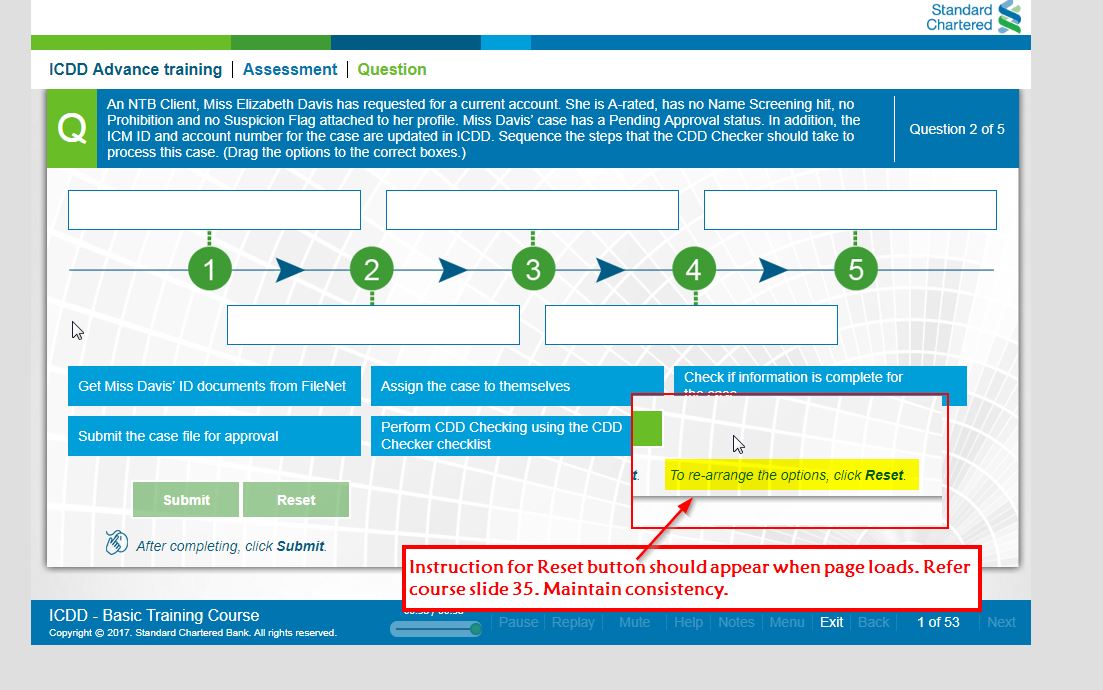 Standard
Chartered
ICDD Advance training | Assessment | Question
Q
An NTB Client, Miss Elizabeth Davis has requested for a current account. She is A-rated, has no Name Screening hit, no
Prohibition and no Suspicion Flag attached to her profile. Miss Davis' case has a Pending Approval status. In addition, the
ICM ID and account number for the case are updated in ICDD. Sequence the steps that the CDD Checker should take to
process this case. (Drag the options to the correct boxes.)
Question 2 of 5
1 2 3 4 5
Get Miss Davis' ID documents from FileNet
Assign the case to themselves
Check if information is complete for
the case
Submit the case file for approval
Perform CDD Checking using the CDD
Checker checklist
t. To re-arrange the options, click Reset.
Submit Reset
After completing, click Submit.
Instruction for Reset button should appear when page loads. Refer
course slide 35. Maintain consistency.
ICDD - Basic Training Course
Copyright © 2017. Standard Chartered Bank. All rights reserved.
Pause Replay Mute Help Notes Menu Exit Back 1 of 53 Next